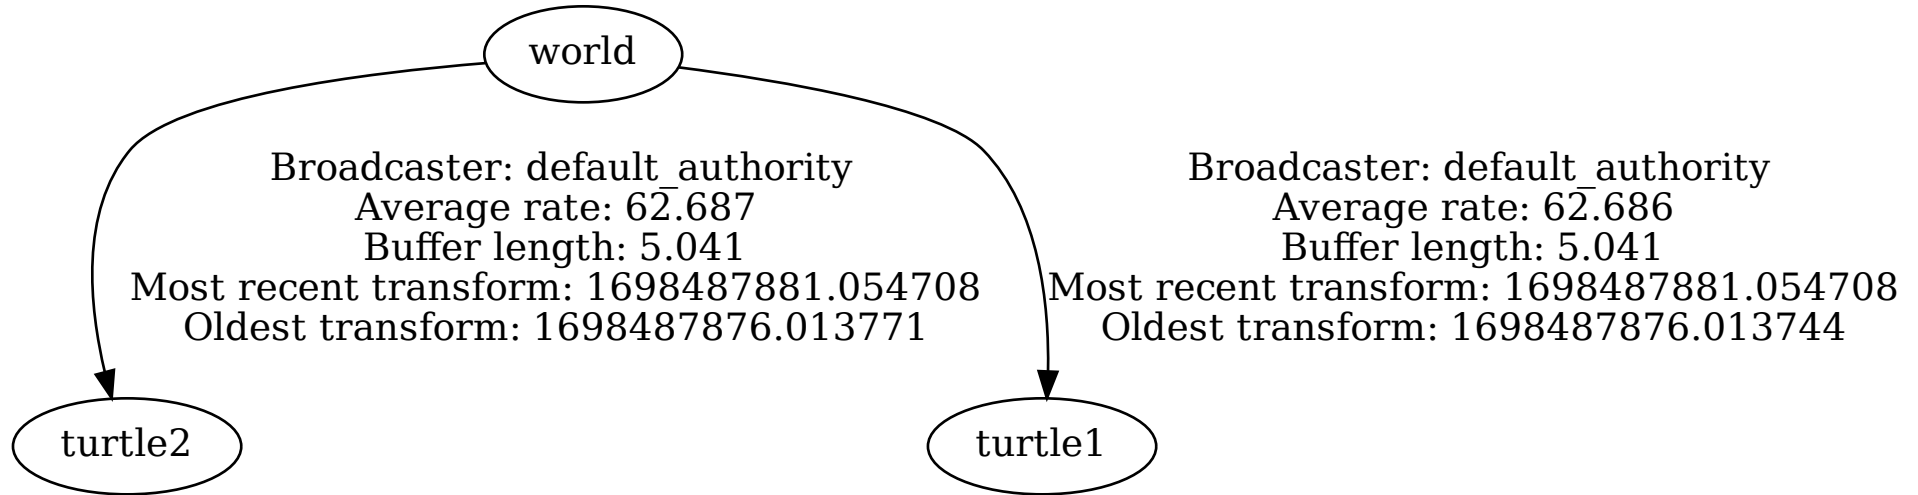 world
Broadcaster: default_authority
Average rate: 62.687
Buffer length: 5.041
Most recent transform: 1698487881.054708
Oldest transform: 1698487876.013771
Broadcaster: default_authority
Average rate: 62.686
Buffer length: 5.041
Most recent transform: 1698487881.054708
Oldest transform: 1698487876.013744
turtle2
turtle1